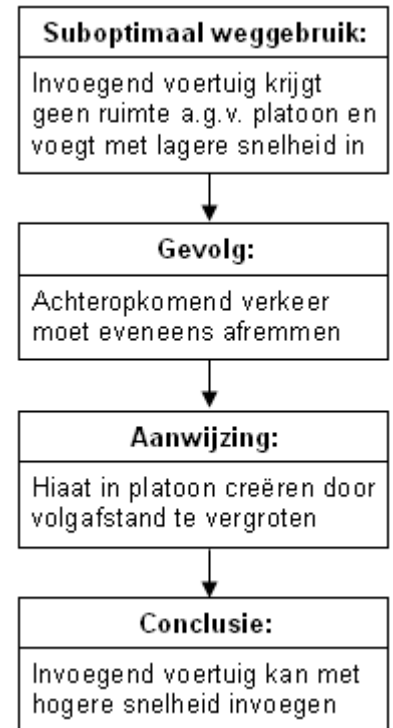 Suboptimaal weggebruik:
Invoegend voertuig krijgt
geen ruimte a.g.v. platoon en
voegt met lagere snelheid in
Gevolg:
Achteropkomend verkeer
moet eveneens afremmen
Aanwijzing:
Hiaat in platoon creëren door
volgafstand te vergroten
Conclusie:
Invoegend voertuig kan met
hogere snelheid invoegen